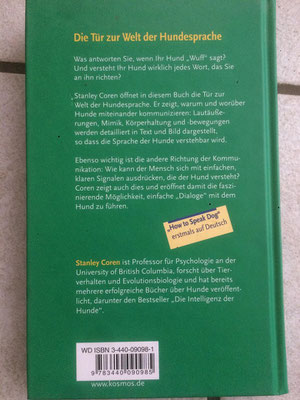 Die Tür zur Welt der Hundesprache
Was antworten Sie, wenn Ihr Hund „Wuff" sagt?
Und versteht Ihr Hund wirklich jedes Wort, das Sie
an ihn richten?
Stanley Coren öffnet in diesem Buch die Tür zur
Welt der Hundesprache. Er zeigt, warum und worüber
Hunde miteinander kommunizieren: Lautäuße-
rungen, Mimik, Körperhaltung und -bewegungen
werden detailliert in Text und Bild dargestellt,
so dass die Sprache der Hunde verstehbar wird.
Ebenso wichtig ist die andere Richtung der Kommu-
nikation: Wie kann der Mensch sich mit einfachen,
klaren Signalen ausdrücken, die der Hund versteht?
Coren zeigt auch dies und eröffnet damit die faszi-
nierende Möglichkeit, einfache „Dialoge" mit dem
Hund zu führen.
„How to Speak Dog"
erstmals auf Deutsch
Stanley Coren ist Professor für Psychologie an der
University of British Columbia, forscht über Tier-
verhalten und Evolutionsbiologie und hat bereits
mehrere erfolgreiche Bücher über Hunde veröffent-
licht, darunter den Bestseller „Die Intelligenz der
Hunde".
WD ISBN 3-440-09098-1
9 783440 090985
www.kosmos.de